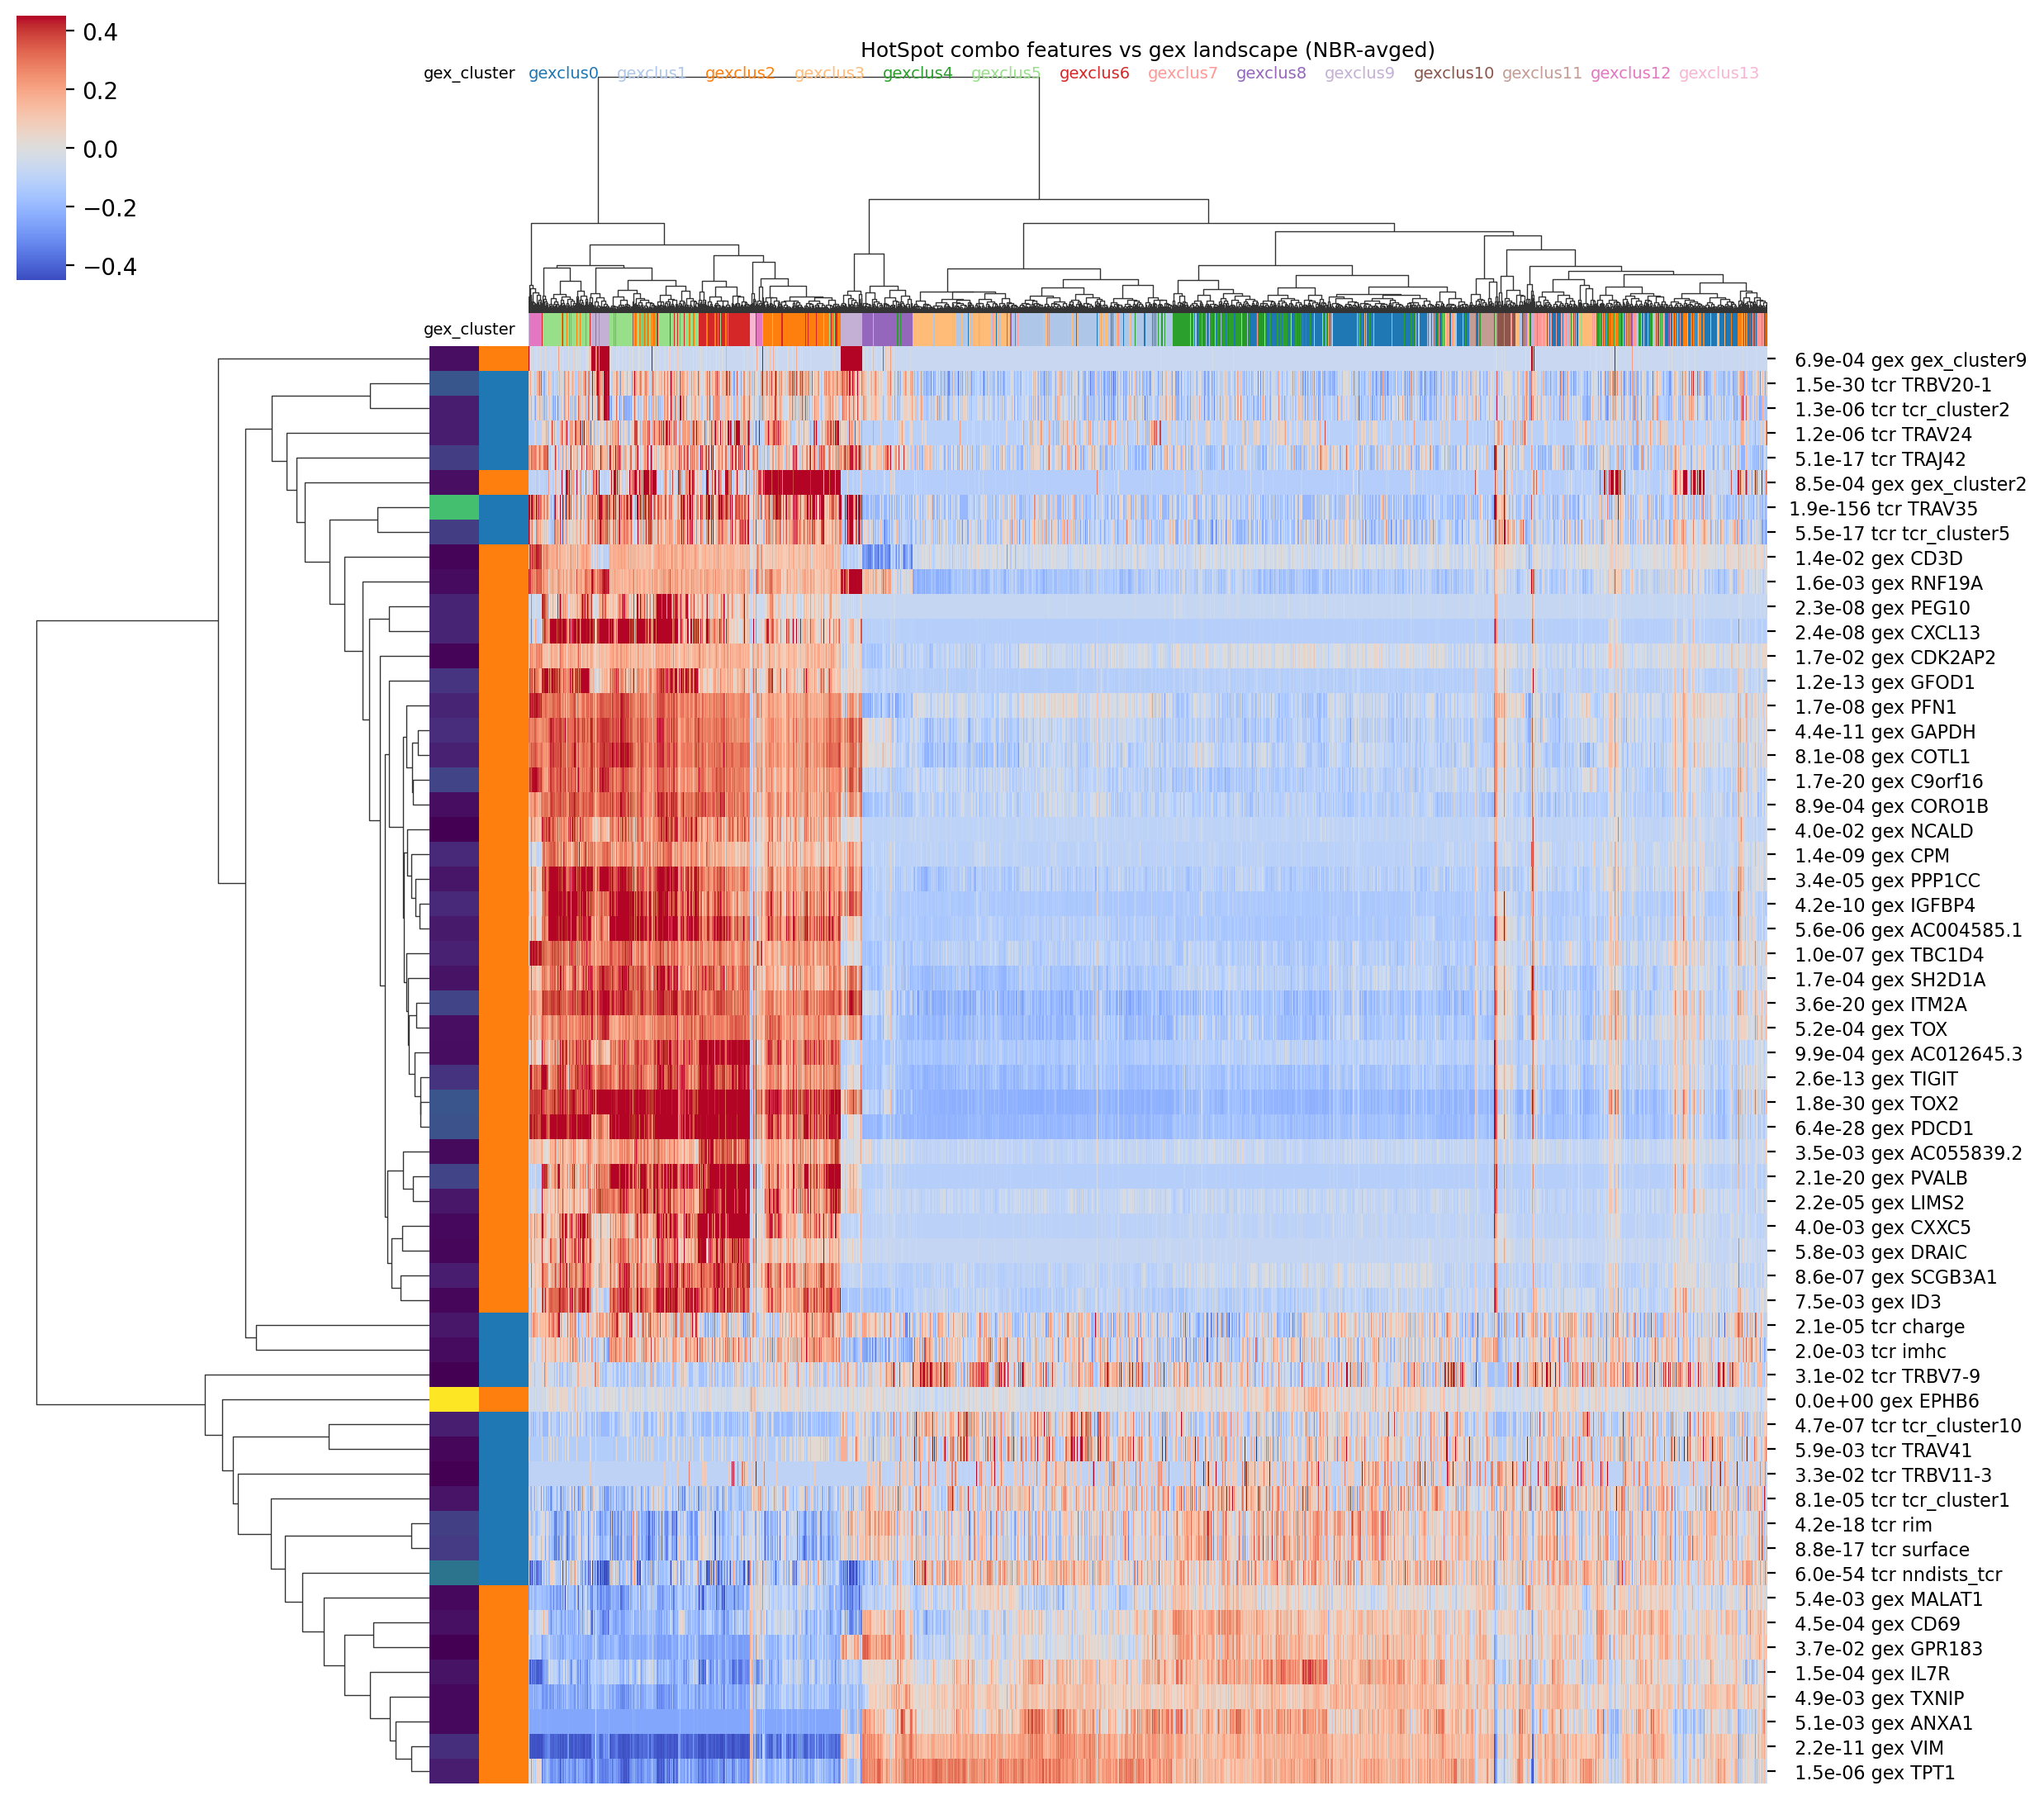 HotSpot combo features vs gex landscape (NBR-avged)
gex_cluster gexclus0 gexclus1 gexclus2 gexclus3 gexclus4 gexclus5 gexclus6 gexclus7 gexclus8 gexclus9 gexclus10 gexclus11 gexclus12 gexclus13
0.4
0.2
0.0
−0.2
−0.4
gex_cluster
6.9e-04 gex gex_cluster9
1.5e-30 tcr TRBV20-1
1.3e-06 tcr tcr_cluster2
1.2e-06 tcr TRAV24
5.1e-17 tcr TRAJ42
8.5e-04 gex gex_cluster2
1.9e-156 tcr TRAV35
5.5e-17 tcr tcr_cluster5
1.4e-02 gex CD3D
1.6e-03 gex RNF19A
2.3e-08 gex PEG10
2.4e-08 gex CXCL13
1.7e-02 gex CDK2AP2
1.2e-13 gex GFOD1
1.7e-08 gex PFN1
4.4e-11 gex GAPDH
8.1e-08 gex COTL1
1.7e-20 gex C9orf16
8.9e-04 gex CORO1B
4.0e-02 gex NCALD
1.4e-09 gex CPM
3.4e-05 gex PPP1CC
4.2e-10 gex IGFBP4
5.6e-06 gex AC004585.1
1.0e-07 gex TBC1D4
1.7e-04 gex SH2D1A
3.6e-20 gex ITM2A
5.2e-04 gex TOX
9.9e-04 gex AC012645.3
2.6e-13 gex TIGIT
1.8e-30 gex TOX2
6.4e-28 gex PDCD1
3.5e-03 gex AC055839.2
2.1e-20 gex PVALB
2.2e-05 gex LIMS2
4.0e-03 gex CXXC5
5.8e-03 gex DRAIC
8.6e-07 gex SCGB3A1
7.5e-03 gex ID3
2.1e-05 tcr charge
2.0e-03 tcr imhc
3.1e-02 tcr TRBV7-9
0.0e+00 gex EPHB6
4.7e-07 tcr tcr_cluster10
5.9e-03 tcr TRAV41
3.3e-02 tcr TRBV11-3
8.1e-05 tcr tcr_cluster1
4.2e-18 tcr rim
8.8e-17 tcr surface
6.0e-54 tcr nndists_tcr
5.4e-03 gex MALAT1
4.5e-04 gex CD69
3.7e-02 gex GPR183
1.5e-04 gex IL7R
4.9e-03 gex TXNIP
5.1e-03 gex ANXA1
2.2e-11 gex VIM
1.5e-06 gex TPT1